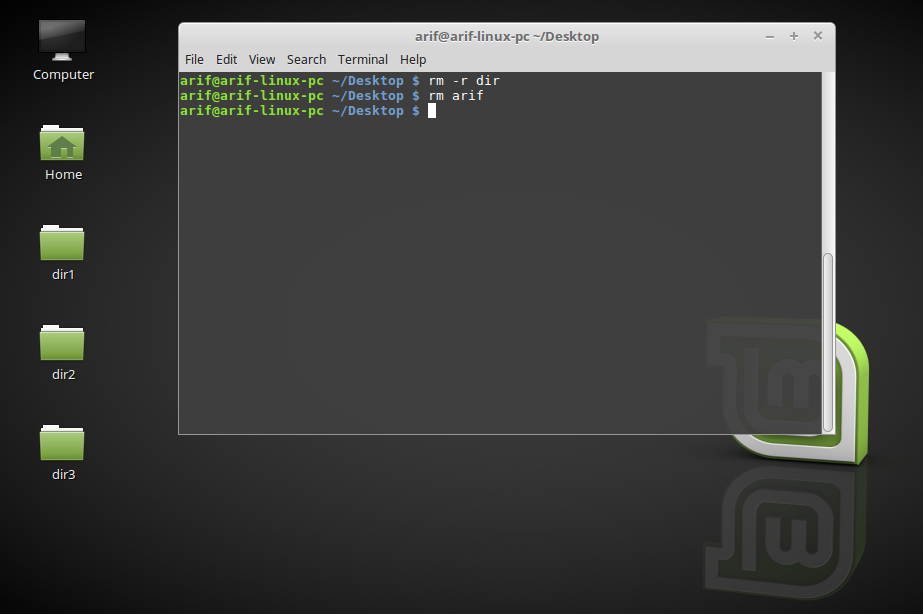 Computer
Home
dir1
dir2
dir3
arif@arif-linux-pc ~/Desktop
File Edit View Search Terminal Help
arif@arif-linux-pc ~/Desktop $ rm -r dir
arif@arif-linux-pc ~/Desktop $ rm arif
arif@arif-linux-pc ~/Desktop $